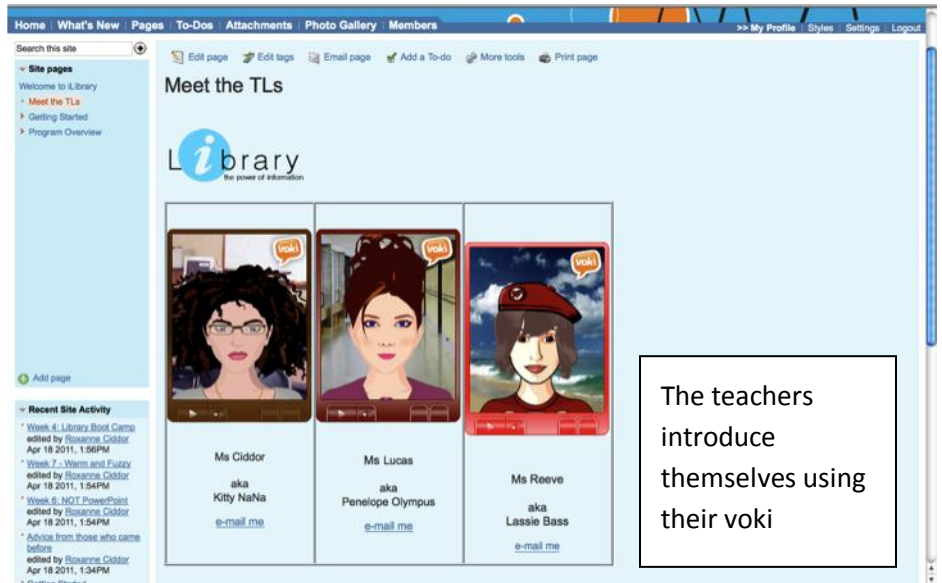 Home | What's New | Pages | To-Dos | Attachments | Photo Gallery | Members
>> My Profile | Styles | Settings | Logout
Search this site
Site pages
Welcome to iLibrary
Meet the TLs
Getting Started
Program Overview
Add page
Recent Site Activity
Week 4: Library Boot Camp
edited by Roxanne Ciddor
Apr 18 2011, 1:56PM
Week 7 - Warm and Fuzzy
edited by Roxanne Ciddor
Apr 18 2011, 1:54PM
Week 6: NOT PowerPoint
edited by Roxanne Ciddor
Apr 18 2011, 1:54PM
Advice from those who came
before
edited by Roxanne Ciddor
Apr 18 2011, 1:34PM
Getting Started
Edit page Edit tags Email page Add a To-do More tools Print page
Meet the TLs
Library
the power of information
voki
voki
voki
Ms Ciddor
aka
Kitty NaNa
e-mail me
Ms Lucas
aka
Penelope Olympus
e-mail me
Ms Reeve
aka
Lassie Bass
e-mail me
The teachers
introduce
themselves using
their voki